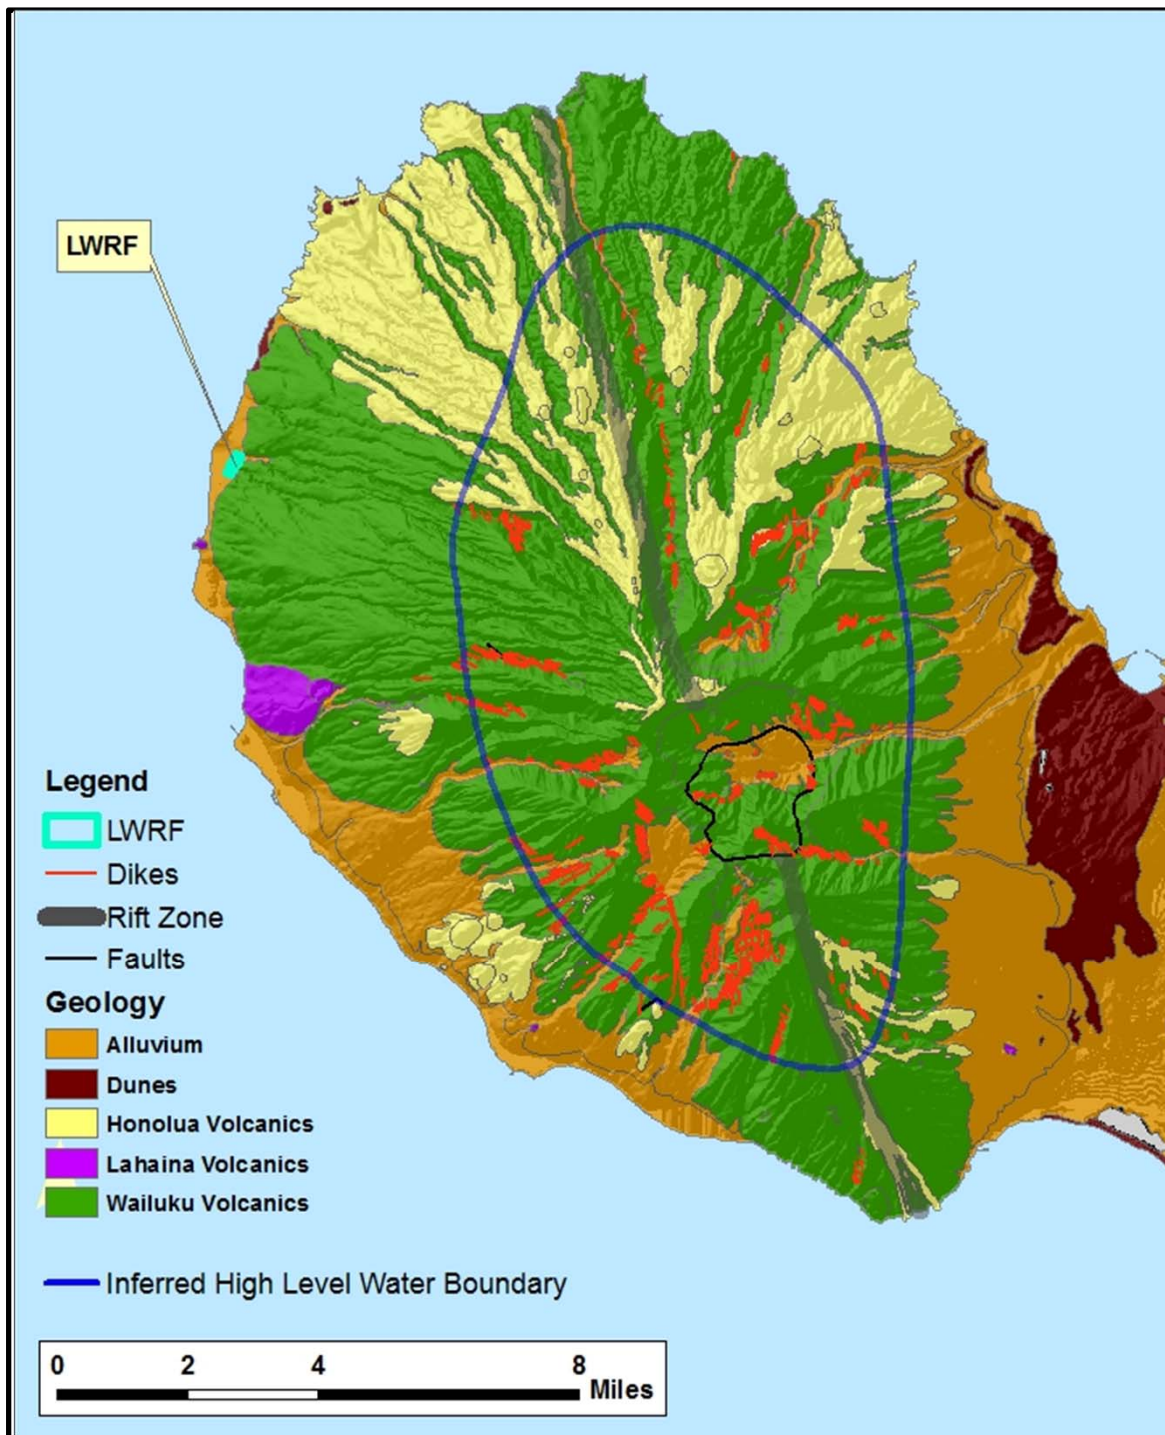 LWRF
Legend
LWRF
Dikes
Rift Zone
Faults
Geology
Alluvium
Dunes
Honolua Volcanics
Lahaina Volcanics
Wailuku Volcanics
Inferred High Level Water Boundary
0 2 4 8
Miles